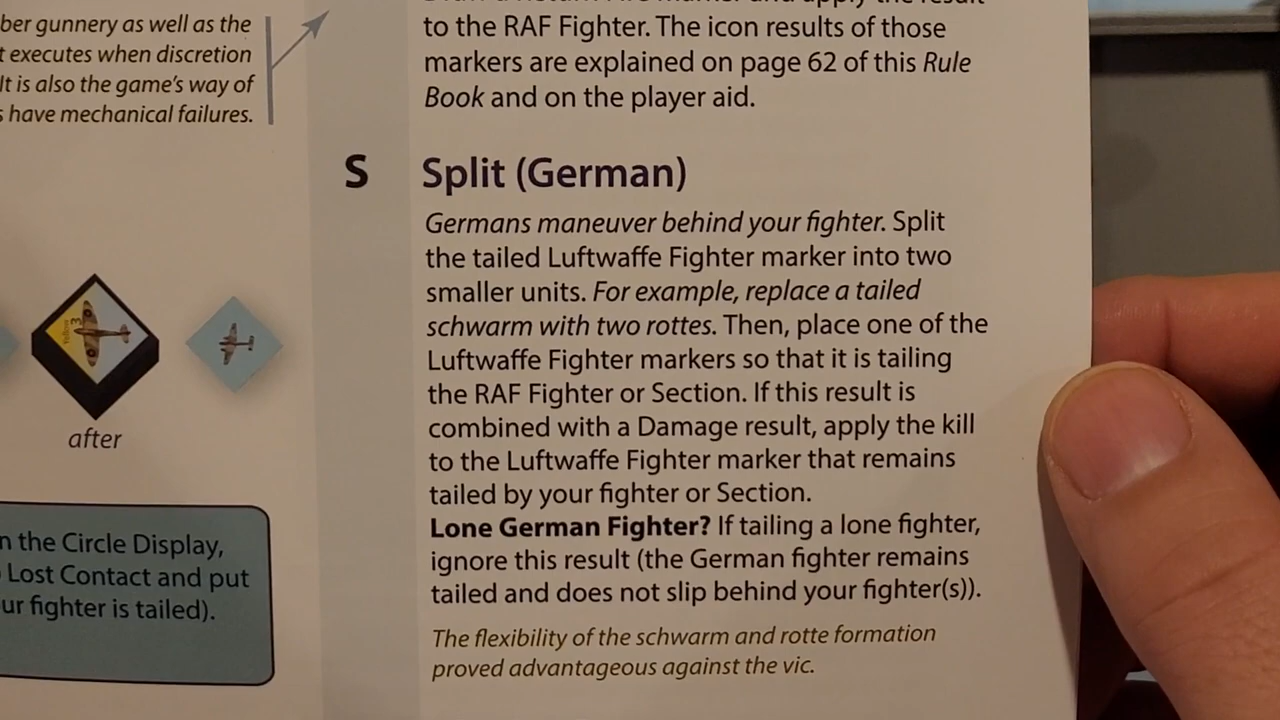 ber gunnery as well as the
t executes when discretion
It is also the game's way of
s have mechanical failures.
after
n the Circle Display,
Lost Contact and put
ur fighter is tailed).
to the RAF Fighter. The icon results of those
markers are explained on page 62 of this Rule
Book and on the player aid.
S Split (German)
Germans maneuver behind your fighter. Split
the tailed Luftwaffe Fighter marker into two
smaller units. For example, replace a tailed
schwarm with two rottes. Then, place one of the
Luftwaffe Fighter markers so that it is tailing
the RAF Fighter or Section. If this result is
combined with a Damage result, apply the kill
to the Luftwaffe Fighter marker that remains
tailed by your fighter or Section.
Lone German Fighter? If tailing a lone fighter,
ignore this result (the German fighter remains
tailed and does not slip behind your fighter(s)).
The flexibility of the schwarm and rotte formation
proved advantageous against the vic.